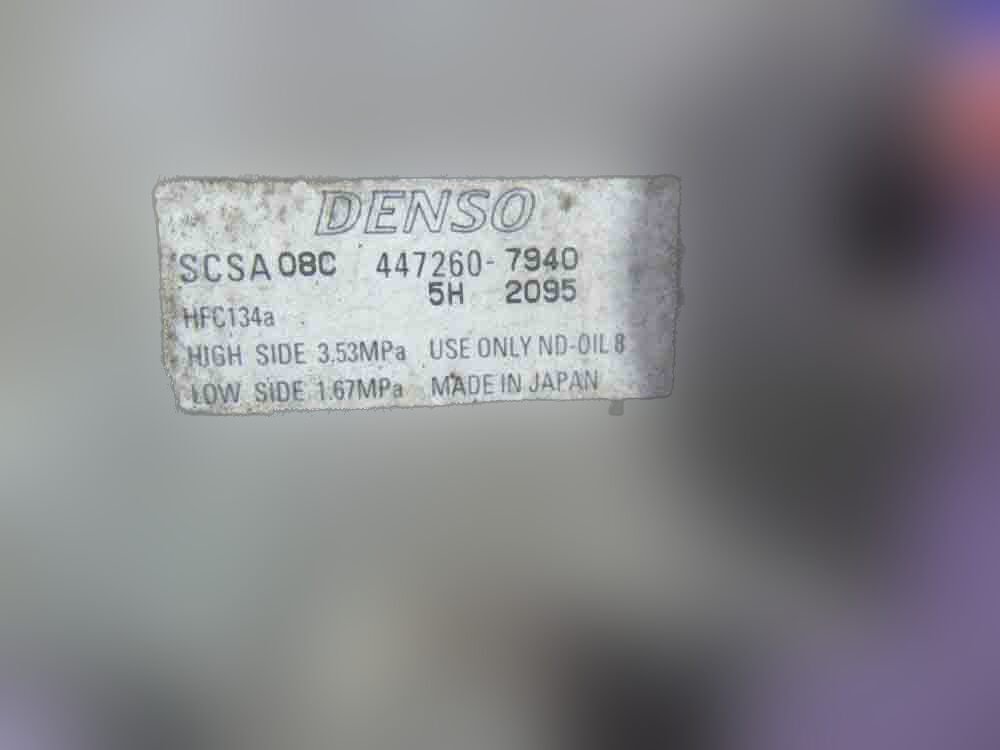 DENSO
SCSA 08C 447260-7940
5H 2095
HFC134a
HIGH SIDE 3.53MPa USE ONLY ND-OIL 8
LOW SIDE 1.67MPa MADE IN JAPAN